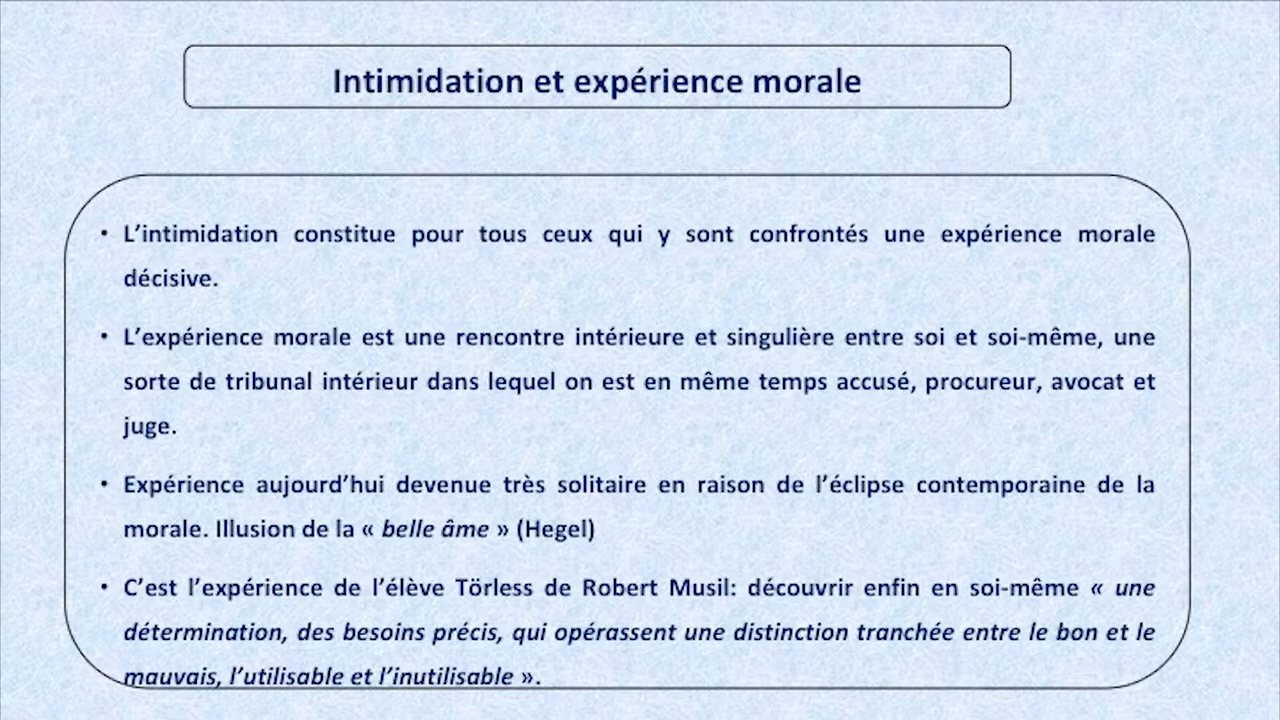 Intimidation et expérience morale
• L’intimidation constitue pour tous ceux qui y sont confrontés une expérience morale
décisive.
• L’expérience morale est une rencontre intérieure et singulière entre soi et soi-même, une
sorte de tribunal intérieur dans lequel on est en même temps accusé, procureur, avocat et
juge.
• Expérience aujourd’hui devenue très solitaire en raison de l’éclipse contemporaine de la
morale. Illusion de la « belle âme » (Hegel)
• C’est l’expérience de l’élève Törless de Robert Musil: découvrir enfin en soi-même « une
détermination, des besoins précis, qui opérassent une distinction tranchée entre le bon et le
mauvais, l’utilisable et l’inutilisable ».